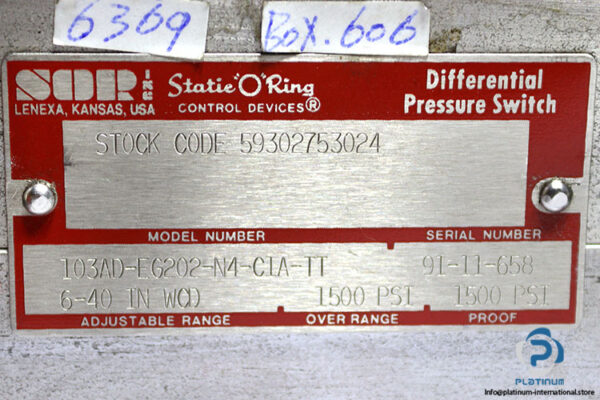 6369
Box.606
SOR INC
Static "O" Ring
CONTROL DEVICES®
LENEXA, KANSAS, USA
Differential
Pressure Switch
STOCK CODE 59302753024
MODEL NUMBER
SERIAL NUMBER
103AD-EG202-N4-C1A-TT
91-11-658
6-40 IN WCD
1500 PSI
1500 PSI
ADJUSTABLE RANGE
OVER RANGE
PROOF
PLATINUM
Info@platinum-international.store